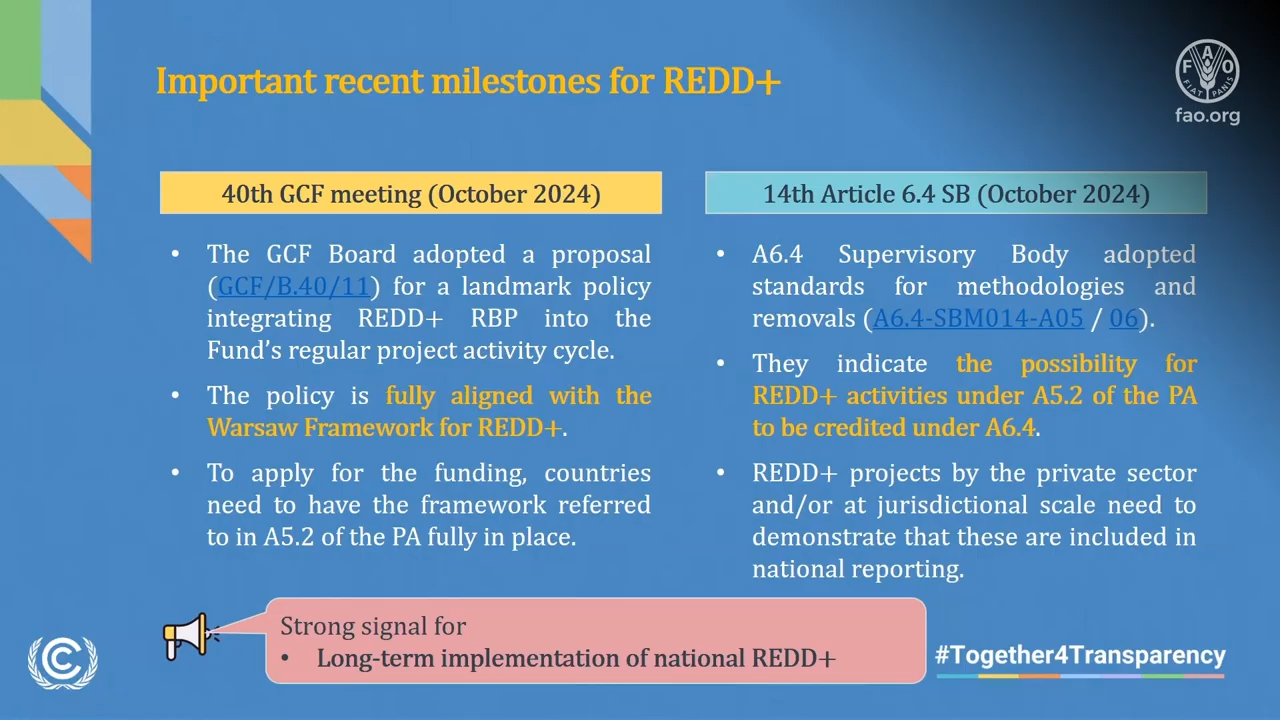 Important recent milestones for REDD+
F A O
FIAT PANIS
fao.org
40th GCF meeting (October 2024)
• The GCF Board adopted a proposal
(GCF/B.40/11) for a landmark policy
integrating REDD+ RBP into the
Fund's regular project activity cycle.
• The policy is fully aligned with the
Warsaw Framework for REDD+.
• To apply for the funding, countries
need to have the framework referred
to in A5.2 of the PA fully in place.
14th Article 6.4 SB (October 2024)
• A6.4 Supervisory Body adopted
standards for methodologies and
removals (A6.4-SBM014-A05 / 06).
• They indicate the possibility for
REDD+ activities under A5.2 of the PA
to be credited under A6.4.
• REDD+ projects by the private sector
and/or at jurisdictional scale need to
demonstrate that these are included in
national reporting.
Strong signal for
• Long-term implementation of national REDD+
#Together4Transparency